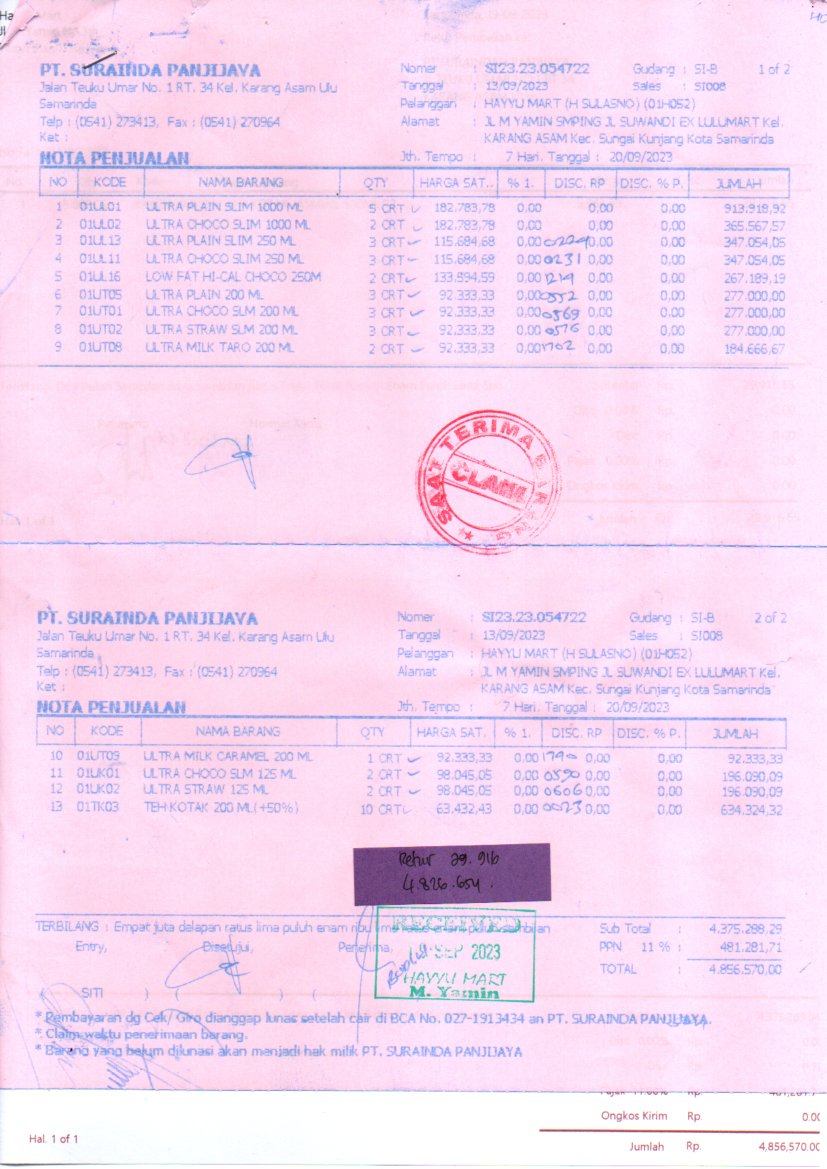 PT. SURAINDA PANJIJAYA
Jalan Teuku Umar No. 1 RT. 34 Kel. Karang Asam Ulu
Samarinda
Telp : (0541) 273413, Fax : (0541) 270964
Ket :
Nomer : SI23.23.054722 Gudang : SI-B 1 of 2
Tanggal : 13/09/2023 Sales : SI008
Pelanggan : HAYYU MART (H SULASNO) (01H052)
Alamat : JL M YAMIN SMPING JL SUWANDI EX LULUMART Kel.
KARANG ASAM Kec. Sungai Kunjang Kota Samarinda
NOTA PENJUALAN Jth. Tempo : 7 Hari. Tanggal : 20/09/2023
NO KODE NAMA BARANG QTY HARGA SAT.. % 1. DISC. RP DISC. % P. JUMLAH
1 01UL01 ULTRA PLAIN SLIM 1000 ML 5 CRT 182.783,78 0,00 0,00 0,00 913.918,92
2 01UL02 ULTRA CHOCO SLIM 1000 ML 2 CRT 182.783,78 0,00 0,00 0,00 365.567,57
3 01UL13 ULTRA PLAIN SLIM 250 ML 3 CRT 115.684,68 0,00 0,00 0,00 347.054,05
4 01UL11 ULTRA CHOCO SLIM 250 ML 3 CRT 115.684,68 0,00 0231 0,00 0,00 347.054,05
5 01UL16 LOW FAT HI-CAL CHOCO 250M 2 CRT 133.594,59 0,00 1214 0,00 0,00 267.189,19
6 01UT05 ULTRA PLAIN 200 ML 3 CRT 92.333,33 0,00 0552 0,00 0,00 277.000,00
7 01UT01 ULTRA CHOCO SLM 200 ML 3 CRT 92.333,33 0,00 0569 0,00 0,00 277.000,00
8 01UT02 ULTRA STRAW SLM 200 ML 3 CRT 92.333,33 0,00 0576 0,00 0,00 277.000,00
9 01UT08 ULTRA MILK TARO 200 ML 2 CRT 92.333,33 0,00 1702 0,00 0,00 184.666,67
SAAT TERIMA BARANG
CLAIM
PT. SURAINDA PANJIJAYA
Jalan Teuku Umar No. 1 RT. 34 Kel. Karang Asam Ulu
Samarinda
Telp : (0541) 273413, Fax : (0541) 270964
Ket :
Nomer : SI23.23.054722 Gudang : SI-B 2 of 2
Tanggal : 13/09/2023 Sales : SI008
Pelanggan : HAYYU MART (H SULASNO) (01H052)
Alamat : JL M YAMIN SMPING JL SUWANDI EX LULUMART Kel.
KARANG ASAM Kec. Sungai Kunjang Kota Samarinda
NOTA PENJUALAN Jth. Tempo : 7 Hari. Tanggal : 20/09/2023
NO KODE NAMA BARANG QTY HARGA SAT. % 1. DISC. RP DISC. % P. JUMLAH
10 01UT09 ULTRA MILK CARAMEL 200 ML 1 CRT 92.333,33 0,00 1740 0,00 0,00 92.333,33
11 01UK01 ULTRA CHOCO SLM 125 ML 2 CRT 98.045,05 0,00 0590 0,00 0,00 196.090,09
12 01UK02 ULTRA STRAW 125 ML 2 CRT 98.045,05 0,00 0606 0,00 0,00 196.090,09
13 01TK03 TEH KOTAK 200 ML(+50%) 10 CRT 63.432,43 0,00 0023 0,00 0,00 634.324,32
Retur 29.916
4.826.654.
TERBILANG : Empat juta delapan ratus lima puluh enam ribu lima ratus
Sub Total : 4.375.288,29
PPN 11 % : 481.281,71
TOTAL : 4.856.570,00
Entry, Disetujui, Penerima,
RECEIVED
SEP 2023
HAYYU MART
M. Yamin
( SITI ) ( ) (
* Pembayaran dg Cek/ Giro dianggap lunas setelah cair di BCA No. 027-1913434 an PT. SURAINDA PANJIJAYA.
* Claim waktu penerimaan barang.
* Barang yang belum dilunasi akan menjadi hak milik PT. SURAINDA PANJIJAYA
Ongkos Kirim Rp. 0.00
Hal. 1 of 1
Jumlah Rp. 4,856,570.00